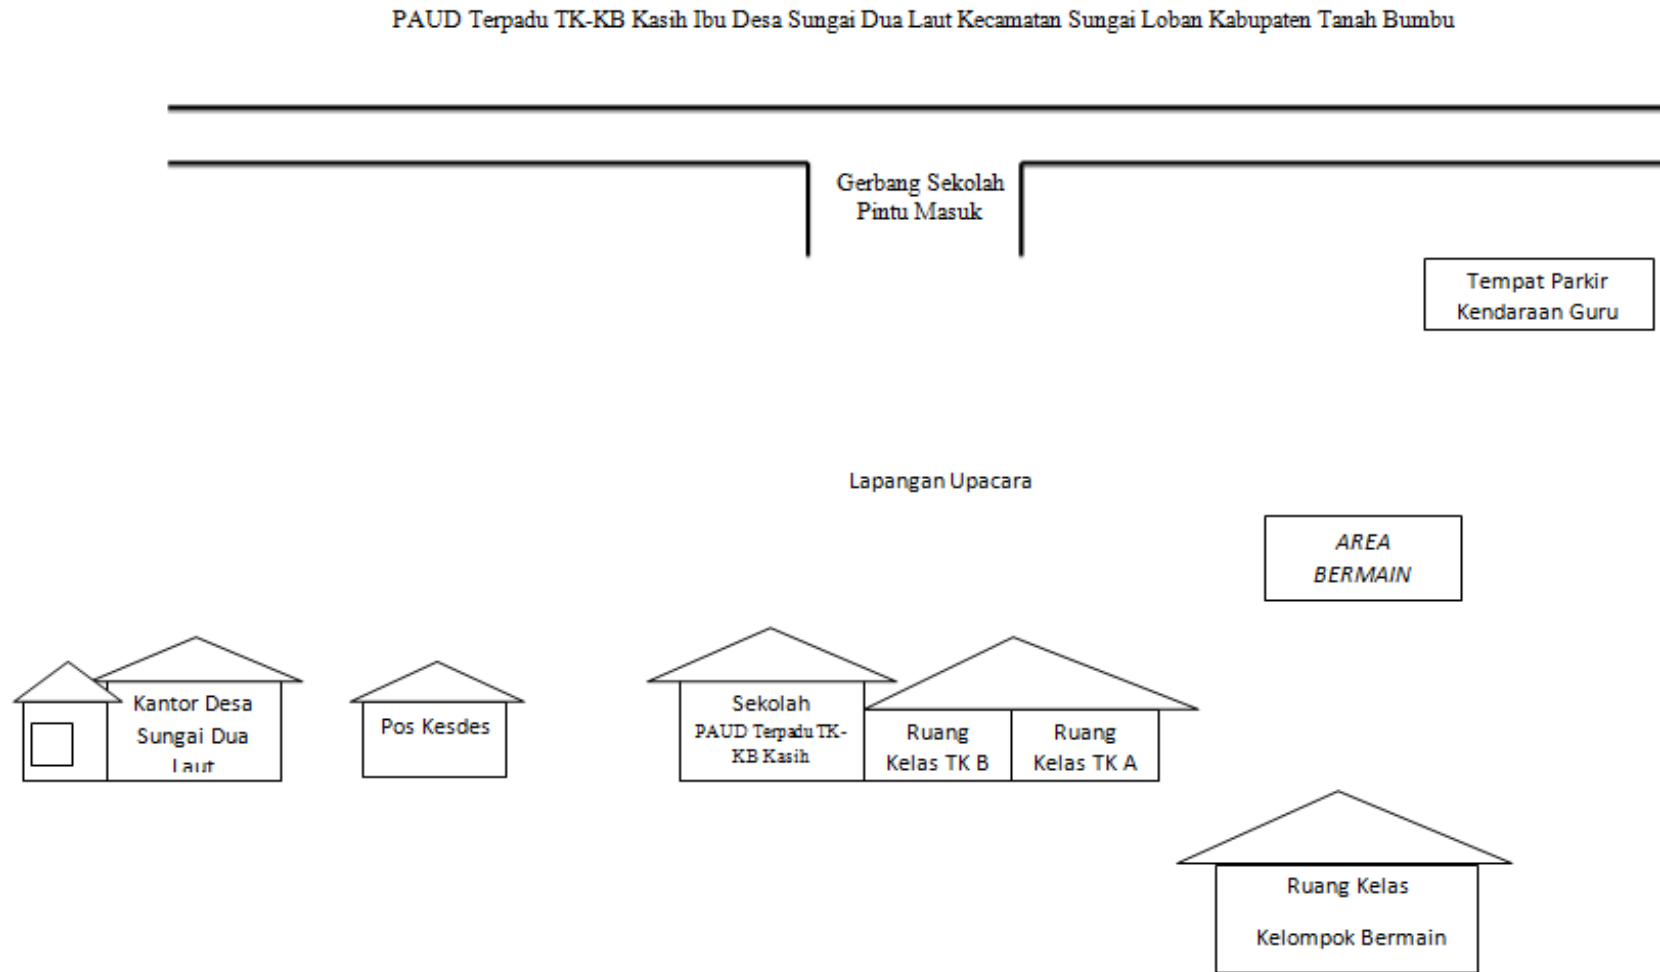 PAUD Terpadu TK-KB Kasih Ibu Desa Sungai Dua Laut Kecamatan Sungai Loban Kabupaten Tanah Bumbu
Gerbang Sekolah
Pintu Masuk
Tempat Parkir
Kendaraan Guru
Lapangan Upacara
AREA
BERMAIN
Kantor Desa
Sungai Dua
Laut
Pos Kesdes
Sekolah
PAUD Terpadu TK-
KB Kasih
Ruang
Kelas TK B
Ruang
Kelas TK A
Ruang Kelas
Kelompok Bermain